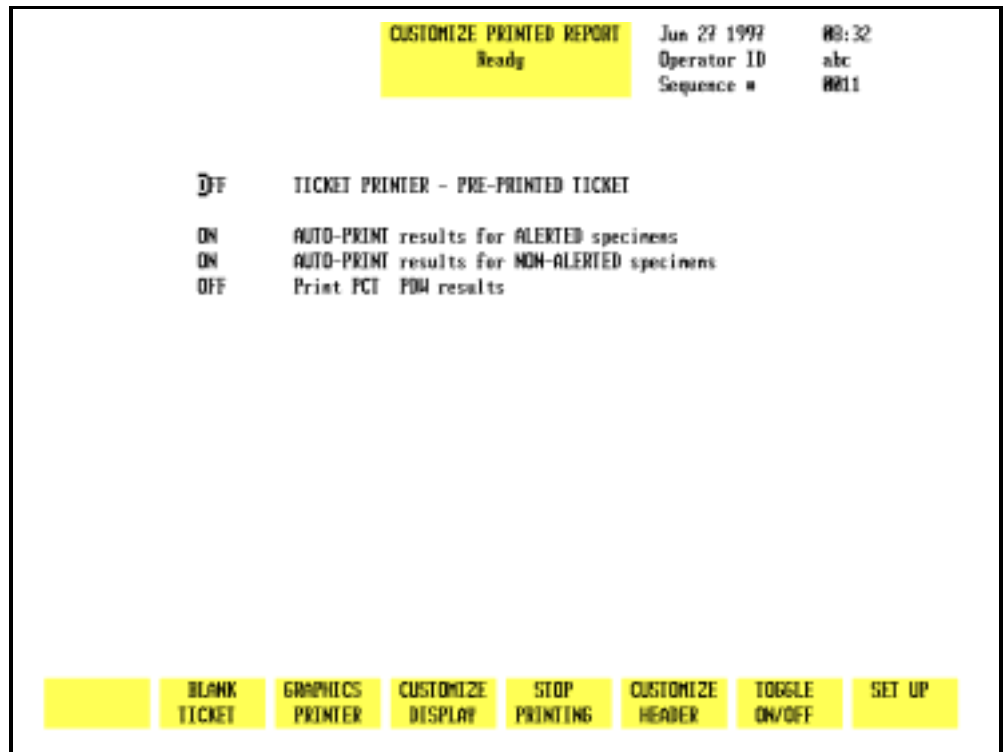 CUSTOMIZE PRINTED REPORT
Ready
Jun 27 1997 08:32
Operator ID abc
Sequence # 0011
OFF TICKET PRINTER - PRE-PRINTED TICKET
ON AUTO-PRINT results for ALERTED specimens
ON AUTO-PRINT results for NON-ALERTED specimens
OFF Print PCT PDW results
BLANK TICKET
GRAPHICS PRINTER
CUSTOMIZE DISPLAY
STOP PRINTING
CUSTOMIZE HEADER
TOGGLE ON/OFF
SET UP